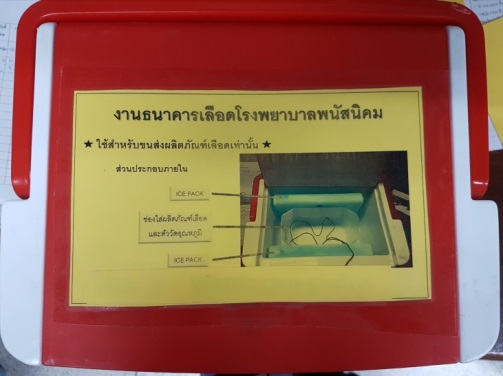 งานธนาคารเลือดโรงพยาบาลพนัสนิคม
★ ใช้สำหรับขนส่งผลิตภัณฑ์เลือดเท่านั้น ★
ส่วนประกอบภายใน
ICE PACK
ช่องใส่ผลิตภัณฑ์เลือด
และตัววัดอุณหภูมิ
ICE PACK